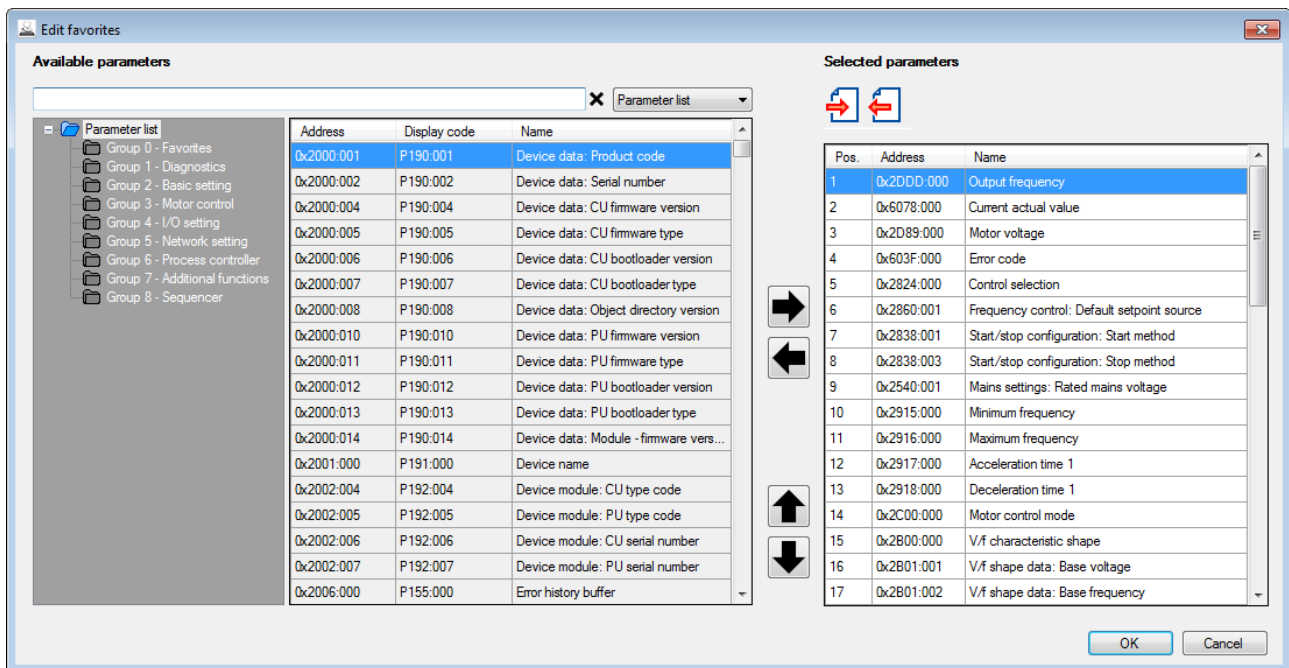 Edit favorites
Available parameters
Parameter list
Parameter list
Group 0 - Favorites
Group 1 - Diagnostics
Group 2 - Basic setting
Group 3 - Motor control
Group 4 - I/O setting
Group 5 - Network setting
Group 6 - Process controller
Group 7 - Additional functions
Group 8 - Sequencer
Address Display code Name
0x2000:001 P190:001 Device data: Product code
0x2000:002 P190:002 Device data: Serial number
0x2000:004 P190:004 Device data: CU firmware version
0x2000:005 P190:005 Device data: CU firmware type
0x2000:006 P190:006 Device data: CU bootloader version
0x2000:007 P190:007 Device data: CU bootloader type
0x2000:008 P190:008 Device data: Object directory version
0x2000:010 P190:010 Device data: PU firmware version
0x2000:011 P190:011 Device data: PU firmware type
0x2000:012 P190:012 Device data: PU bootloader version
0x2000:013 P190:013 Device data: PU bootloader type
0x2000:014 P190:014 Device data: Module - firmware vers...
0x2001:000 P191:000 Device name
0x2002:004 P192:004 Device module: CU type code
0x2002:005 P192:005 Device module: PU type code
0x2002:006 P192:006 Device module: CU serial number
0x2002:007 P192:007 Device module: PU serial number
0x2006:000 P155:000 Error history buffer
Selected parameters
Pos. Address Name
1 0x2DDD:000 Output frequency
2 0x6078:000 Current actual value
3 0x2D89:000 Motor voltage
4 0x603F:000 Error code
5 0x2824:000 Control selection
6 0x2860:001 Frequency control: Default setpoint source
7 0x2838:001 Start/stop configuration: Start method
8 0x2838:003 Start/stop configuration: Stop method
9 0x2540:001 Mains settings: Rated mains voltage
10 0x2915:000 Minimum frequency
11 0x2916:000 Maximum frequency
12 0x2917:000 Acceleration time 1
13 0x2918:000 Deceleration time 1
14 0x2C00:000 Motor control mode
15 0x2B00:000 V/f characteristic shape
16 0x2B01:001 V/f shape data: Base voltage
17 0x2B01:002 V/f shape data: Base frequency
OK Cancel